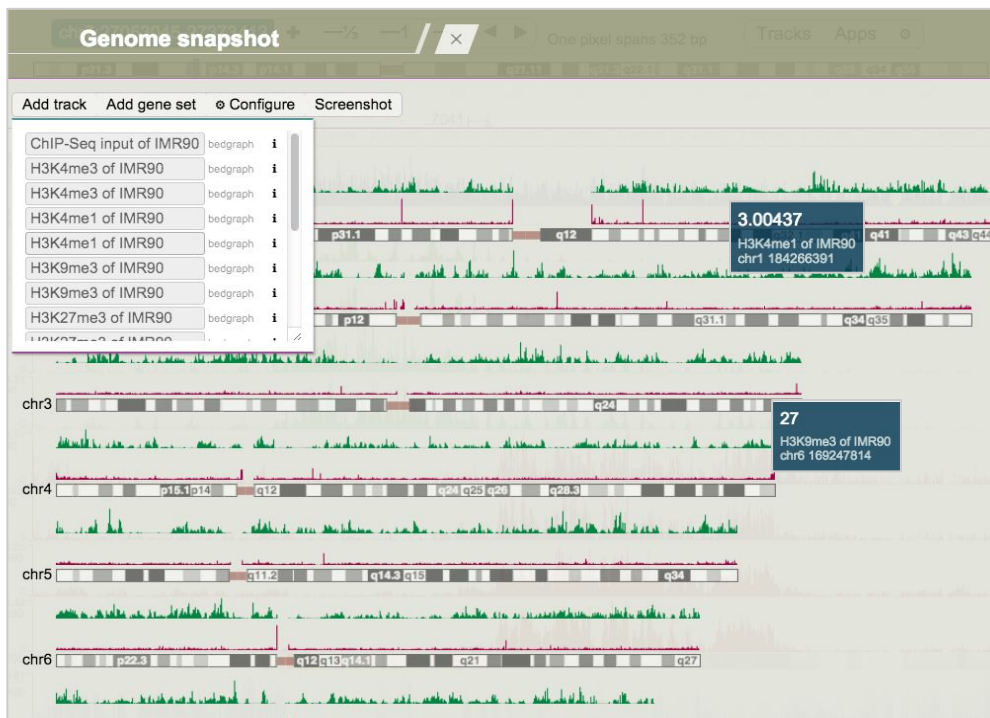 Genome snapshot
×
One pixel spans 352 bp
Tracks Apps
Add track Add gene set Configure Screenshot
ChIP-Seq input of IMR90 bedgraph i
H3K4me3 of IMR90 bedgraph i
H3K4me3 of IMR90 bedgraph i
H3K4me1 of IMR90 bedgraph i
H3K4me1 of IMR90 bedgraph i
H3K9me3 of IMR90 bedgraph i
H3K9me3 of IMR90 bedgraph i
H3K27me3 of IMR90 bedgraph i
3.00437
H3K4me1 of IMR90
chr1 184266391
p31.1 q12 q41 q43 q44
p12 q31.1 q34 q35
chr3 q24
27
H3K9me3 of IMR90
chr6 169247814
chr4 p15.1 p14 q12 q24 q25 q26 q28.3
chr5 q11.2 q14.3 q15 q34
chr6 p22.3 q12 q13 q14.1 q21 q27